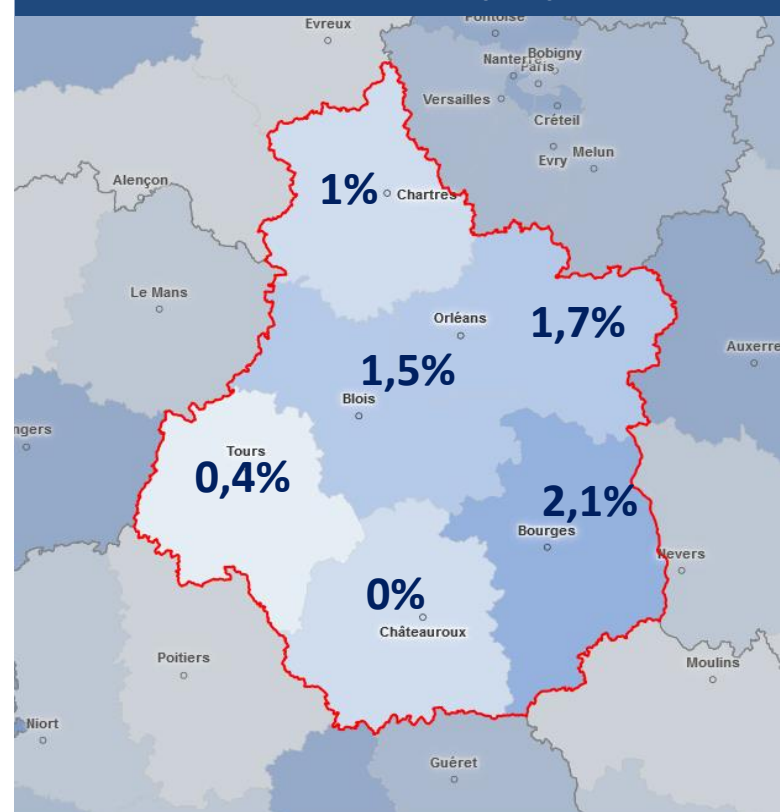 Evreux
Pontoise
Nanterre
Bobigny
Paris
Versailles
Créteil
Evry
Melun
Alençon
1%
Chartres
Le Mans
Orléans
1,7%
Auxerre
1,5%
Blois
ngers
Tours
0,4%
2,1%
Bourges
Nevers
0%
Châteauroux
Poitiers
Moulins
Niort
Guéret